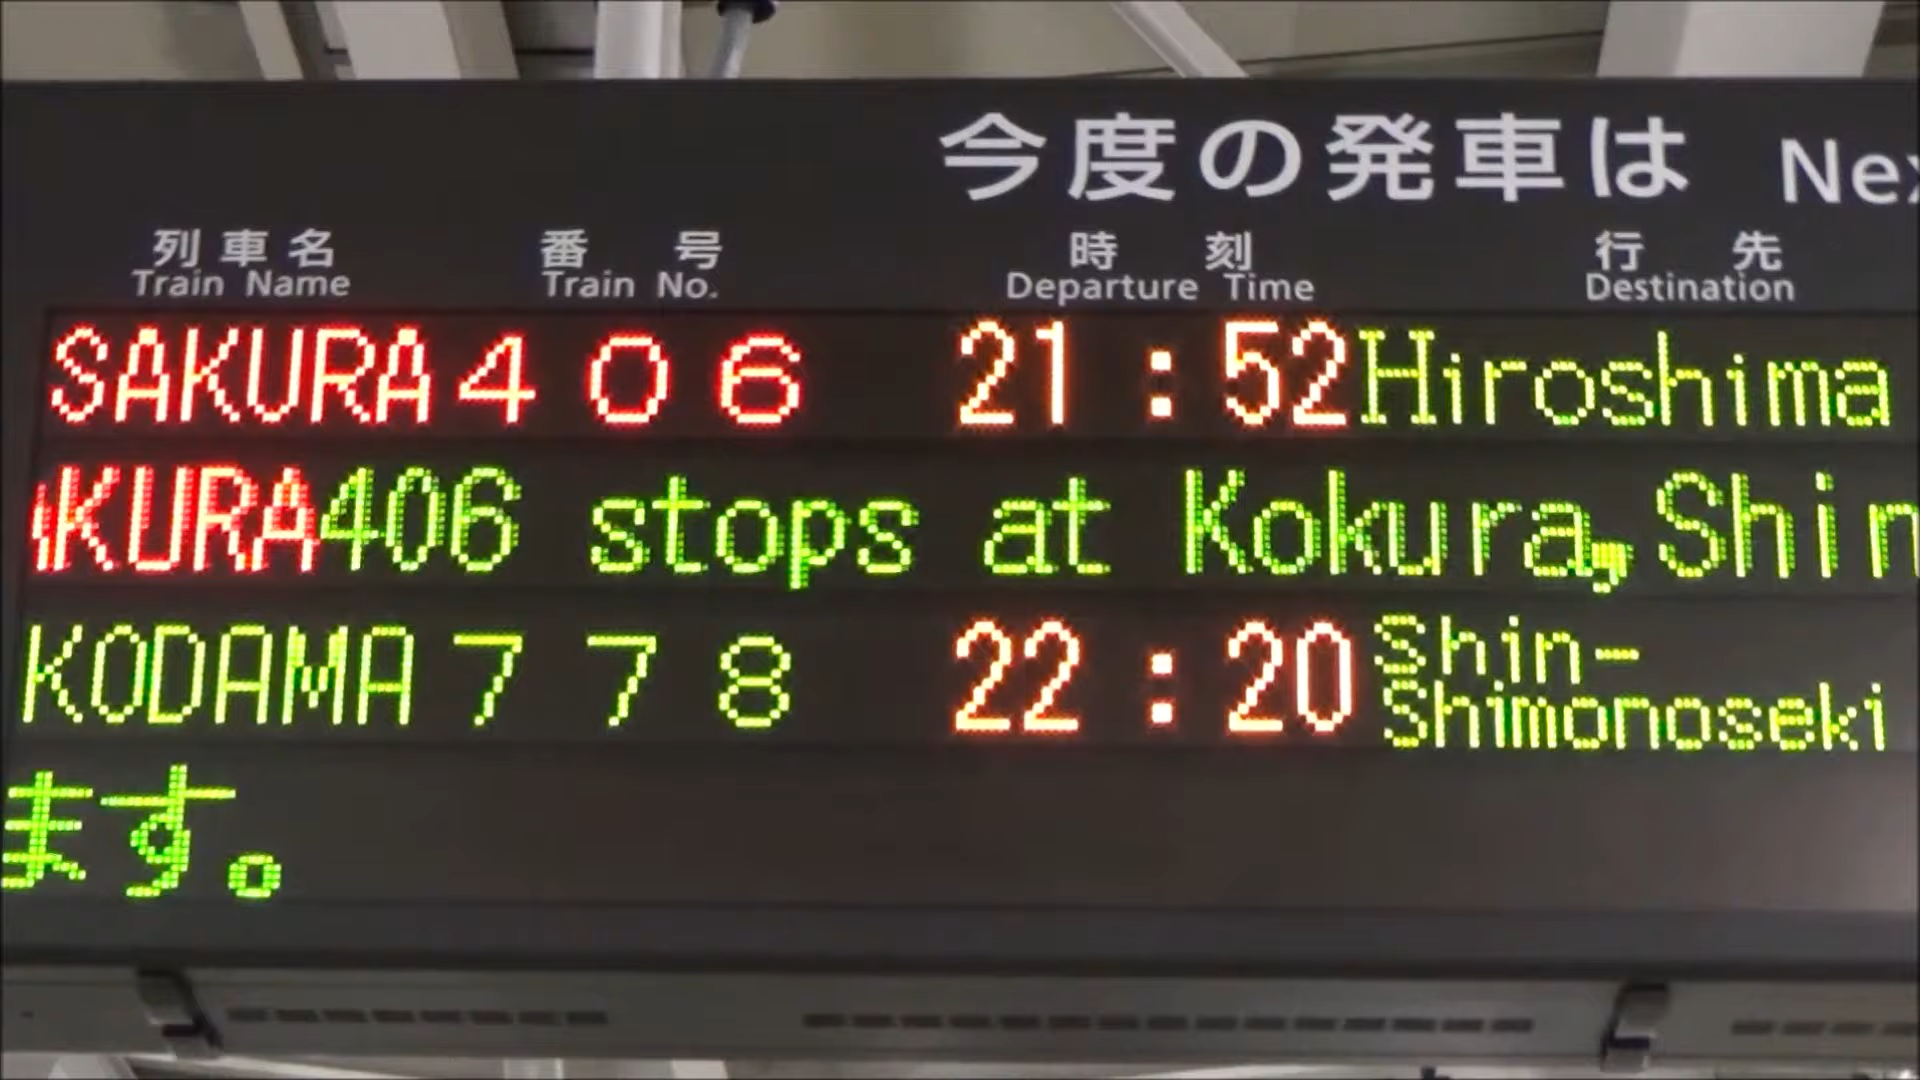 今度の発車は Nex
列車名 番号 時刻 行先
Train Name Train No. Departure Time Destination
SAKURA 406 21:52 Hiroshima
AKURA406 stops at Kokura,Shin
KODAMA 778 22:20 Shin-
Shimonoseki
ます。